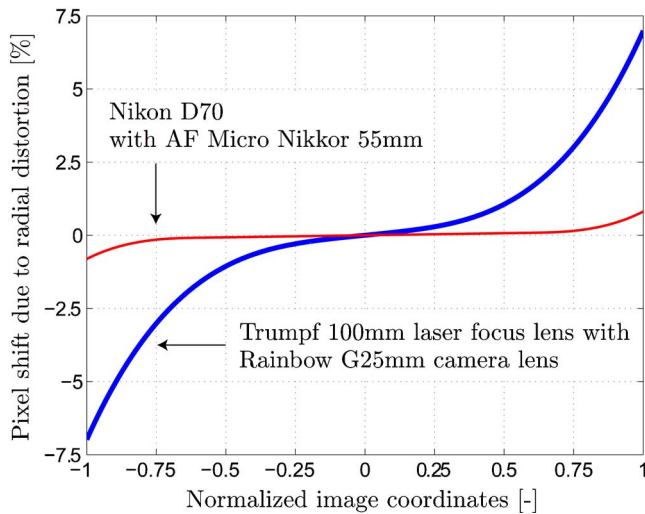 Pixel shift due to radial distortion [%]
7.5
5
2.5
0
−2.5
−5
−7.5
Nikon D70
with AF Micro Nikkor 55mm
Trumpf 100mm laser focus lens with
Rainbow G25mm camera lens
−1 −0.75 −0.5 −0.25 0 0.25 0.5 0.75 1
Normalized image coordinates [-]